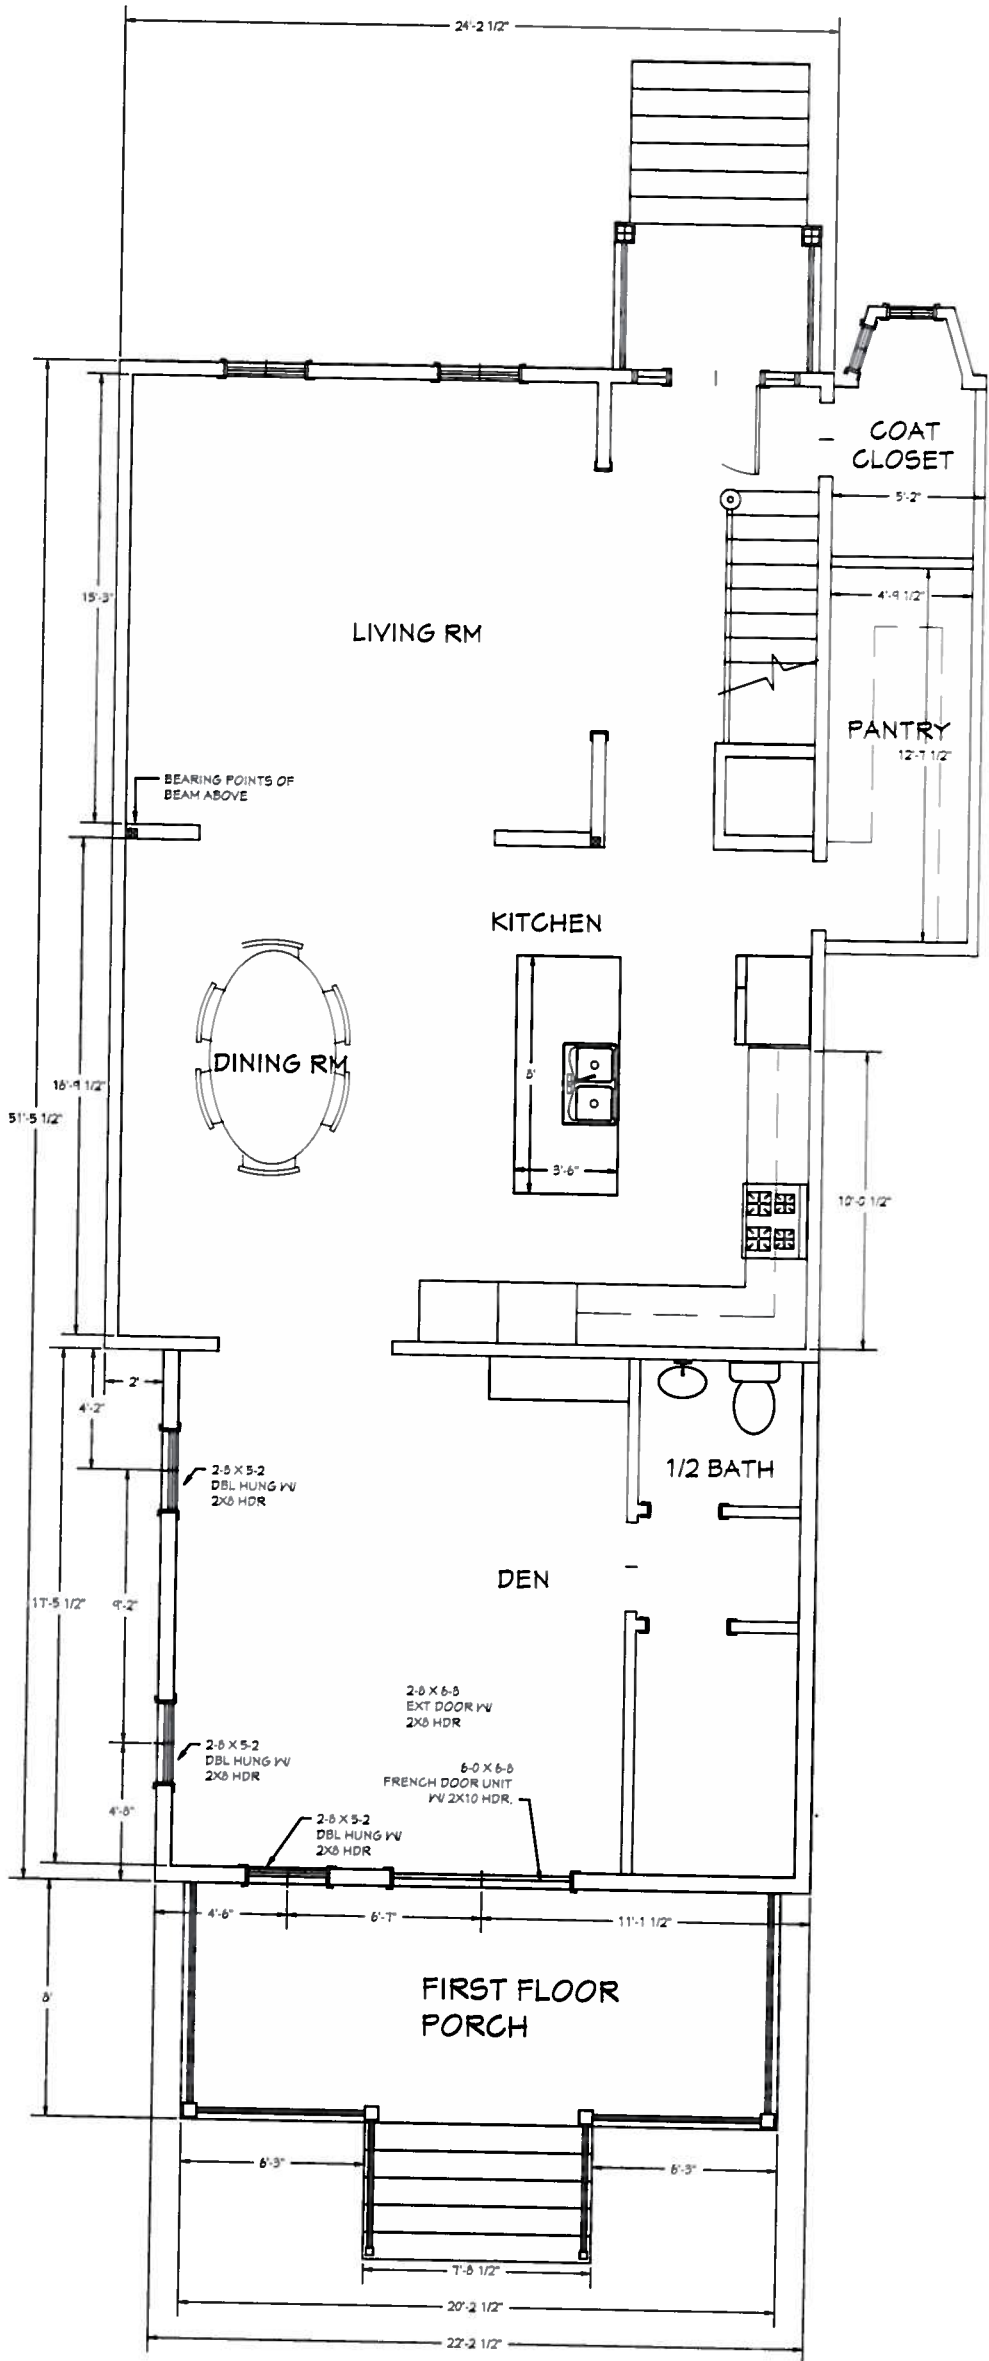 24'-2 1/2"
COAT
CLOSET
5'-2"
15'-3"
4'-9 1/2"
LIVING RM
PANTRY
12'-7 1/2"
BEARING POINTS OF
BEAM ABOVE
KITCHEN
DINING RM
8'
18'-9 1/2"
51'-5 1/2"
3'-6"
10'-0 1/2"
2'
4'-2"
1/2 BATH
2-8 X 5-2
DBL HUNG W/
2X8 HDR
DEN
17'-5 1/2"
9'-2"
2-8 X 6-8
EXT DOOR W/
2X8 HDR
2-8 X 5-2
DBL HUNG W/
2X8 HDR
6-0 X 6-8
FRENCH DOOR UNIT
W/ 2X10 HDR.
4'-8"
2-8 X 5-2
DBL HUNG W/
2X8 HDR
4'-6"
6'-7"
11'-1 1/2"
FIRST FLOOR
PORCH
8'
6'-3"
6'-3"
7'-8 1/2"
20'-2 1/2"
22'-2 1/2"